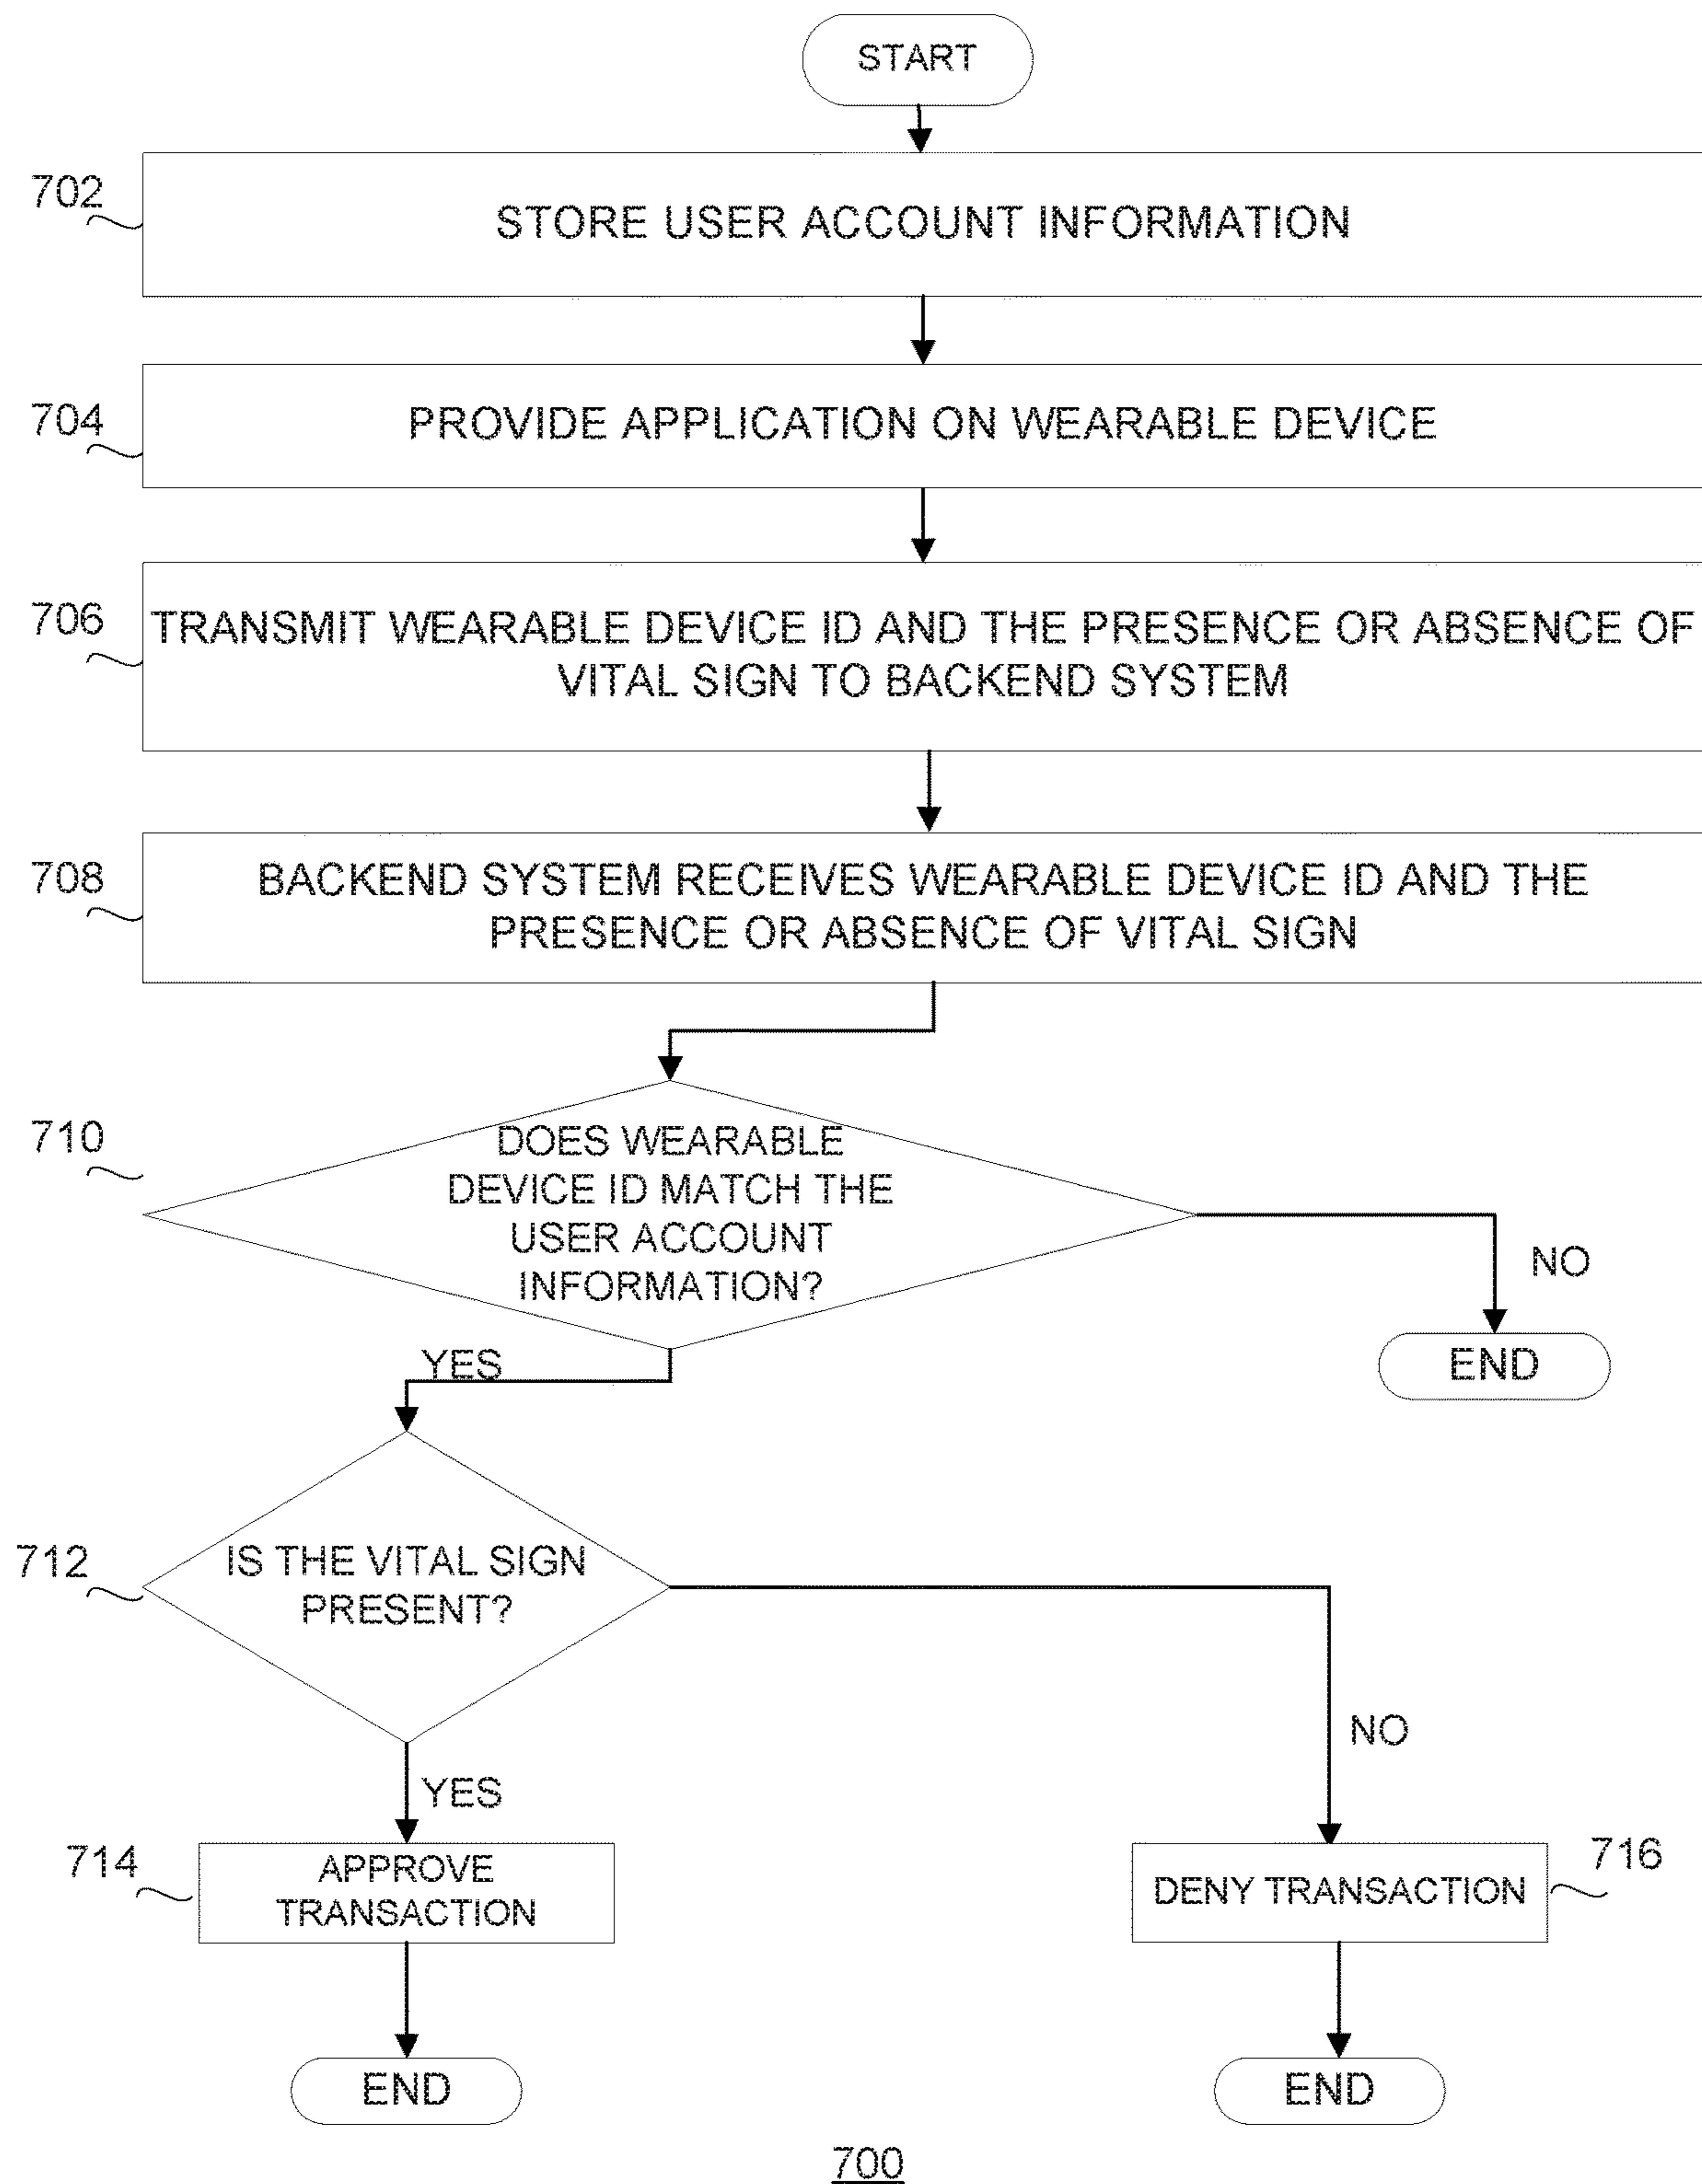 START
702
STORE USER ACCOUNT INFORMATION
704
PROVIDE APPLICATION ON WEARABLE DEVICE
706
TRANSMIT WEARABLE DEVICE ID AND THE PRESENCE OR ABSENCE OF
VITAL SIGN TO BACKEND SYSTEM
708
BACKEND SYSTEM RECEIVES WEARABLE DEVICE ID AND THE
PRESENCE OR ABSENCE OF VITAL SIGN
710
DOES WEARABLE
DEVICE ID MATCH THE
USER ACCOUNT
INFORMATION?
NO
END
YES
712
IS THE VITAL SIGN
PRESENT?
NO
YES
714
APPROVE
TRANSACTION
716
DENY TRANSACTION
END
END
700